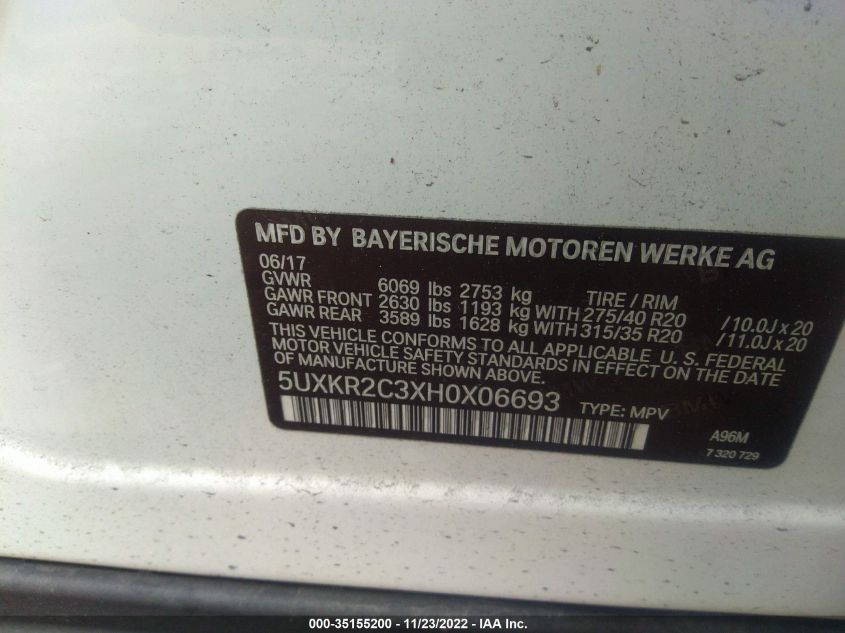 MFD BY BAYERISCHE MOTOREN WERKE AG
06/17
GVWR 6069 lbs 2753 kg TIRE / RIM
GAWR FRONT 2630 lbs 1193 kg WITH 275/40 R20 /10.0J x 20
GAWR REAR 3589 lbs 1628 kg WITH 315/35 R20 /11.0J x 20
THIS VEHICLE CONFORMS TO ALL APPLICABLE U. S. FEDERAL
MOTOR VEHICLE SAFETY STANDARDS IN EFFECT ON THE DATE
OF MANUFACTURE SHOWN ABOVE.
5UXKR2C3XH0X06693 TYPE: MPV
A96M
7 320 729
000-35155200 - 11/23/2022 - IAA Inc.